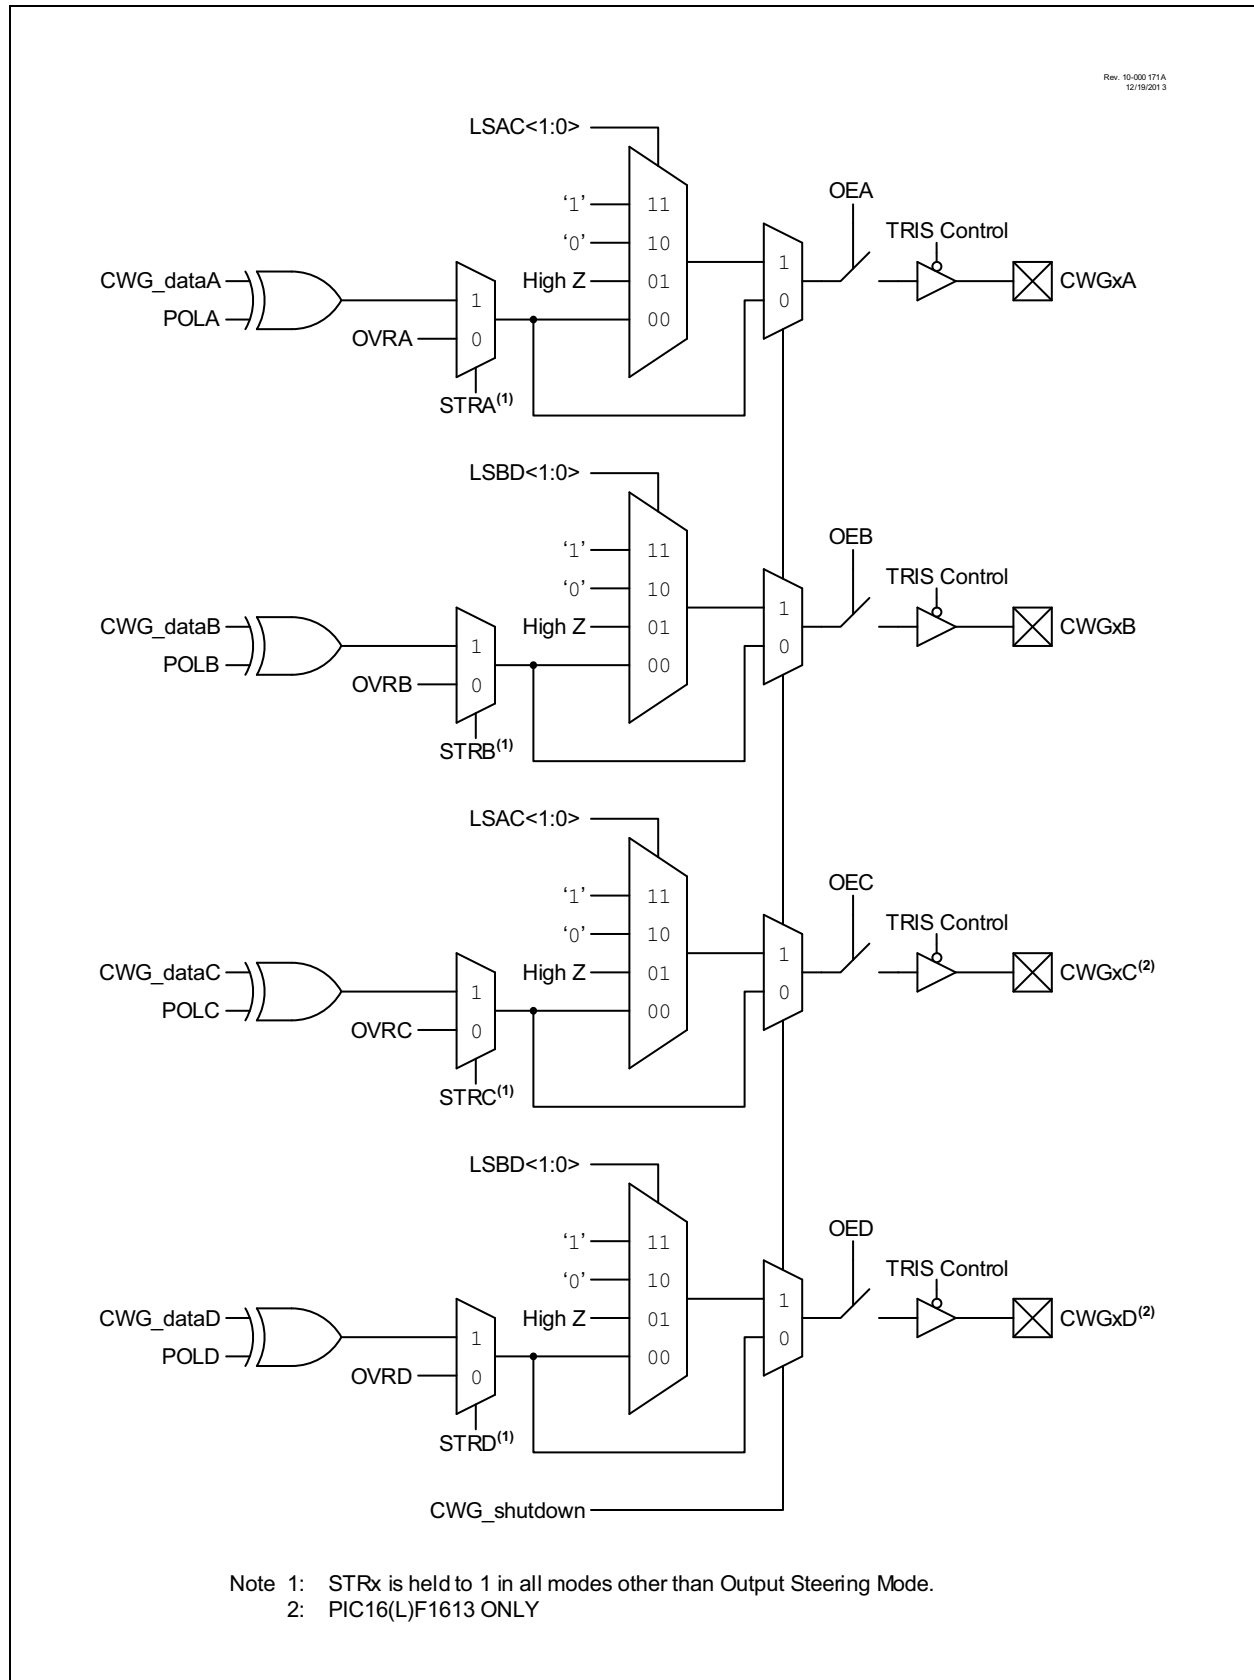 Rev. 10-000 171A
12/19/201 3
LSAC<1:0>
‘1’ 11
‘0’ 10
High Z 01
00
CWG_dataA
POLA
1
OVRA 0
STRA(1)
1
0
OEA
TRIS Control
CWGxA
LSBD<1:0>
‘1’ 11
‘0’ 10
High Z 01
00
CWG_dataB
POLB
1
OVRB 0
STRB(1)
1
0
OEB
TRIS Control
CWGxB
LSAC<1:0>
‘1’ 11
‘0’ 10
High Z 01
00
CWG_dataC
POLC
1
OVRC 0
STRC(1)
1
0
OEC
TRIS Control
CWGxC(2)
LSBD<1:0>
‘1’ 11
‘0’ 10
High Z 01
00
CWG_dataD
POLD
1
OVRD 0
STRD(1)
1
0
OED
TRIS Control
CWGxD(2)
CWG_shutdown
Note 1: STRx is held to 1 in all modes other than Output Steering Mode.
2: PIC16(L)F1613 ONLY